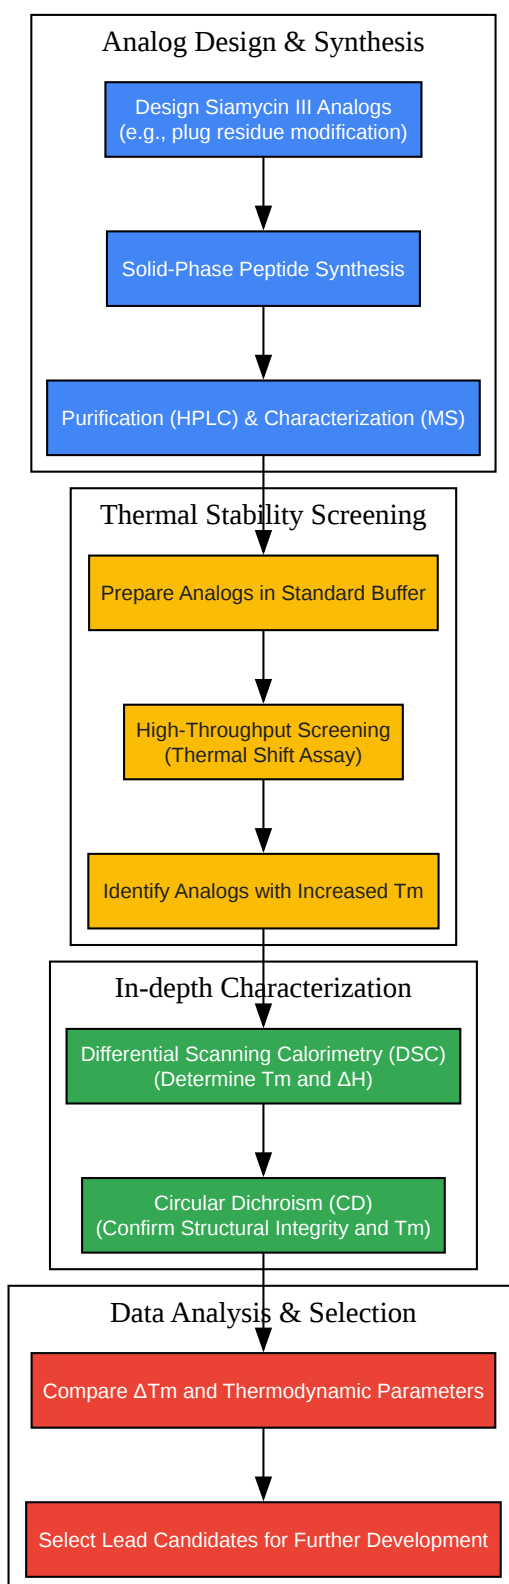 Analog Design & Synthesis
Design Siamycin III Analogs
(e.g., plug residue modification)
Solid-Phase Peptide Synthesis
Purification (HPLC) & Characterization (MS)
Thermal Stability Screening
Prepare Analogs in Standard Buffer
High-Throughput Screening
(Thermal Shift Assay)
Identify Analogs with Increased Tm
In-depth Characterization
Differential Scanning Calorimetry (DSC)
(Determine Tm and ΔH)
Circular Dichroism (CD)
(Confirm Structural Integrity and Tm)
Data Analysis & Selection
Compare ΔTm and Thermodynamic Parameters
Select Lead Candidates for Further Development